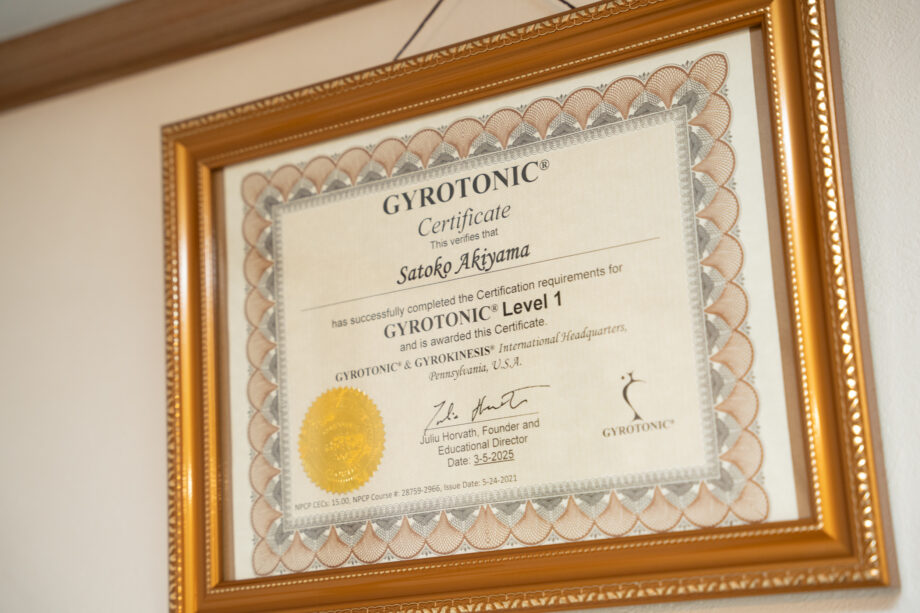 GYROTONIC®
Certificate
This verifies that
Satoko Akiyama
has successfully completed the Certification requirements for
GYROTONIC® Level 1
and is awarded this Certificate.
GYROTONIC® & GYROKINESIS® International Headquarters,
Pennsylvania, U.S.A.
Juliu Horvath, Founder and
Educational Director
Date: 3-5-2025
GYROTONIC®
NPCP CECs: 15.00, NPCP Course #: 28759-2966, Issue Date: 5-24-2021